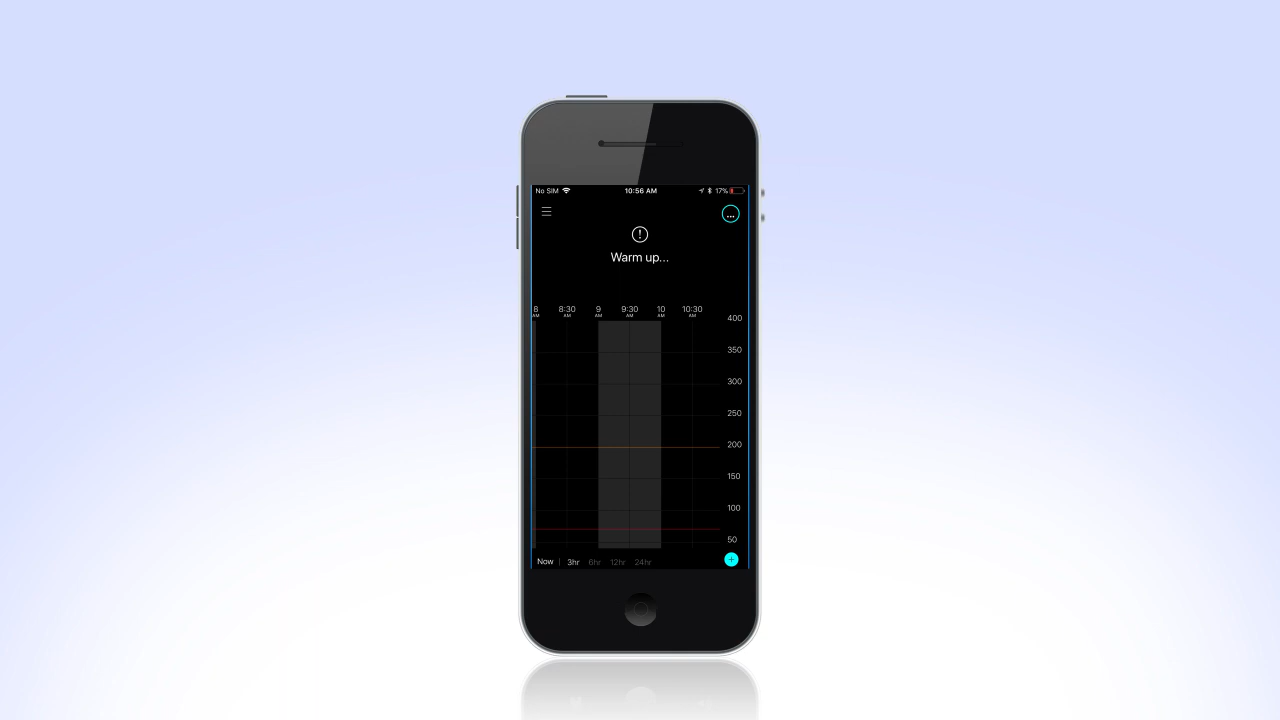 No SIM 10:56 AM 17%
Warm up...
8 8:30 9 9:30 10 10:30
AM AM AM AM AM AM
400
350
300
250
200
150
100
50
Now | 3hr 6hr 12hr 24hr